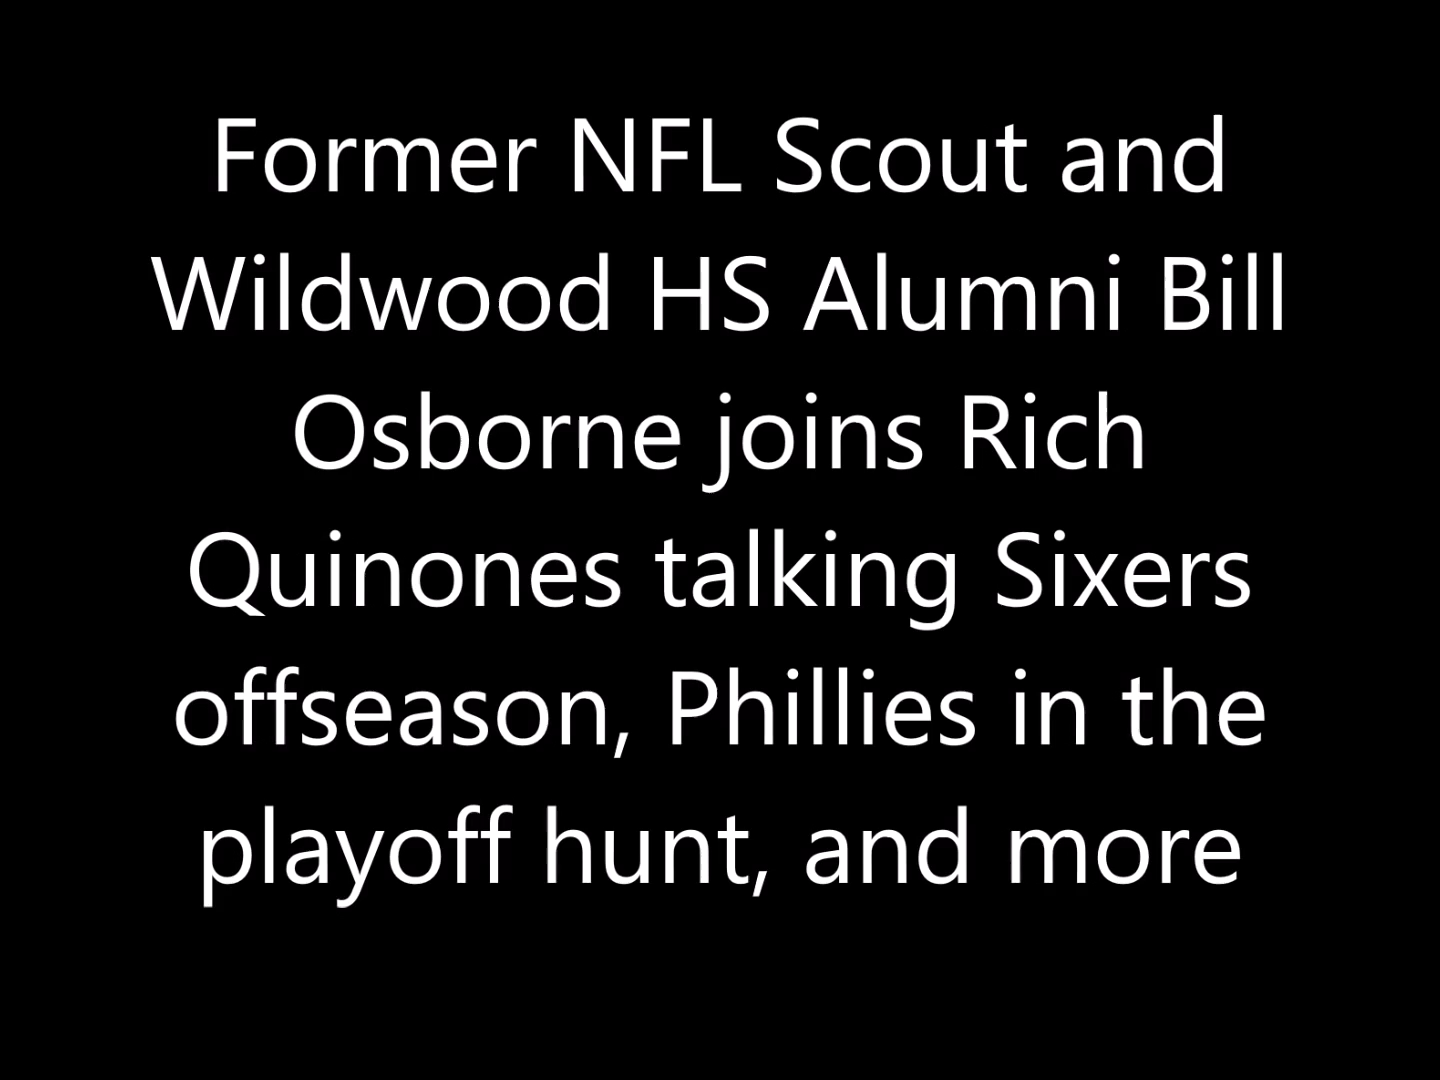 Former NFL Scout and
Wildwood HS Alumni Bill
Osborne joins Rich
Quinones talking Sixers
offseason, Phillies in the
playoff hunt, and more